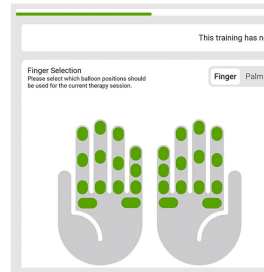 This training has n
Finger Selection
Please select which balloon positions should
be used for the current therapy session.
Finger Palm